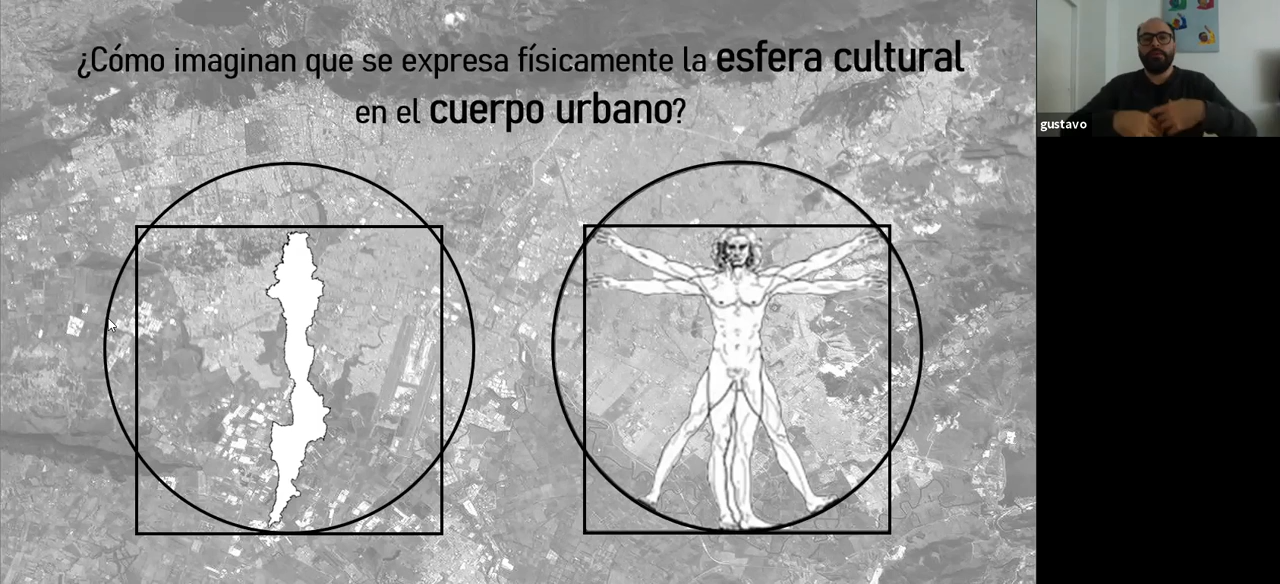 ¿Cómo imaginan que se expresa físicamente la esfera cultural
en el cuerpo urbano?
gustavo